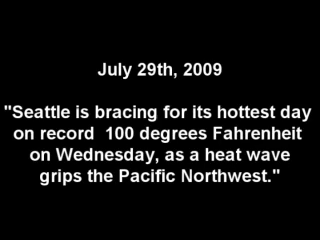 July 29th, 2009
"Seattle is bracing for its hottest day
on record  100 degrees Fahrenheit
on Wednesday, as a heat wave
grips the Pacific Northwest."